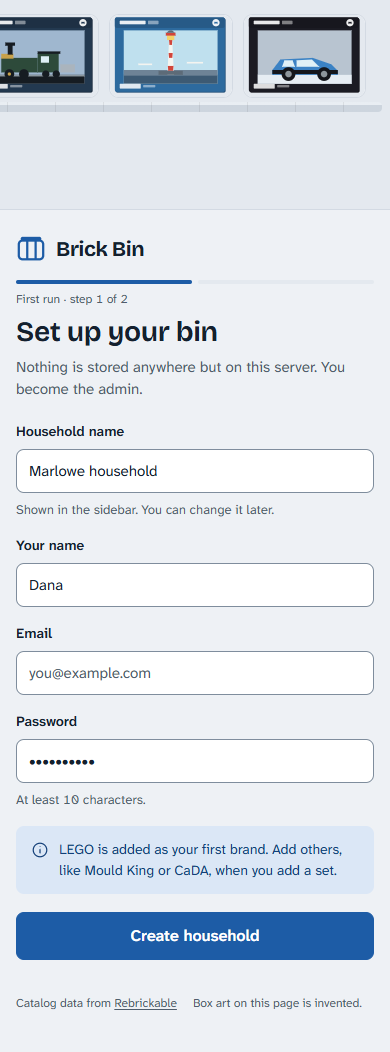 Brick Bin
First run · step 1 of 2
Set up your bin
Nothing is stored anywhere but on this server. You
become the admin.
Household name
Marlowe household
Shown in the sidebar. You can change it later.
Your name
Dana
Email
you@example.com
Password
••••••••••
At least 10 characters.
LEGO is added as your first brand. Add others,
like Mould King or CaDA, when you add a set.
Create household
Catalog data from Rebrickable Box art on this page is invented.